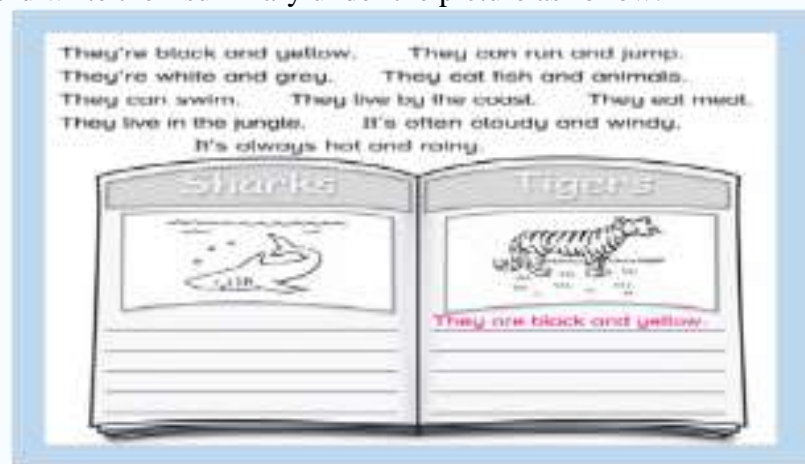 They're black and yellow. They can run and jump.
They're white and grey. They eat fish and animals.
They can swim. They live by the coast. They eat meat.
They live in the jungle. It's often cloudy and windy.
It's always hot and rainy.
Sharks Tigers
They are black and yellow.